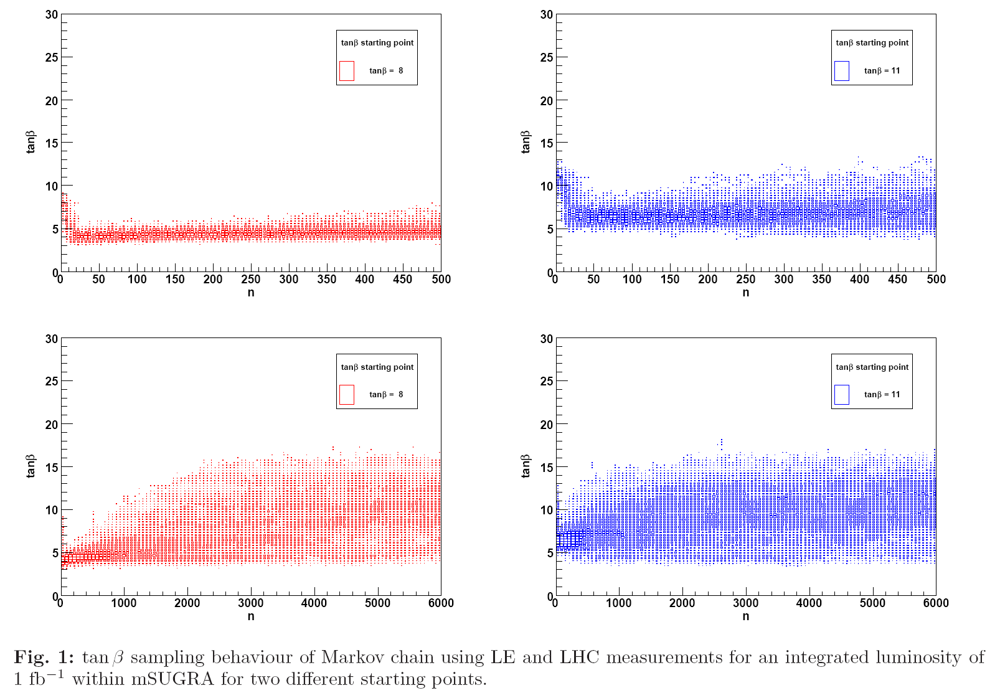 30
25
20
15
10
5
0
tanβ
tanβ starting point
tanβ = 8
0 50 100 150 200 250 300 350 400 450 500
n
30
25
20
15
10
5
0
tanβ
tanβ starting point
tanβ = 11
0 50 100 150 200 250 300 350 400 450 500
n
30
25
20
15
10
5
0
tanβ
tanβ starting point
tanβ = 8
0 1000 2000 3000 4000 5000 6000
n
30
25
20
15
10
5
0
tanβ
tanβ starting point
tanβ = 11
0 1000 2000 3000 4000 5000 6000
n
Fig. 1: tan β sampling behaviour of Markov chain using LE and LHC measurements for an integrated luminosity of
1 fb⁻¹ within mSUGRA for two different starting points.